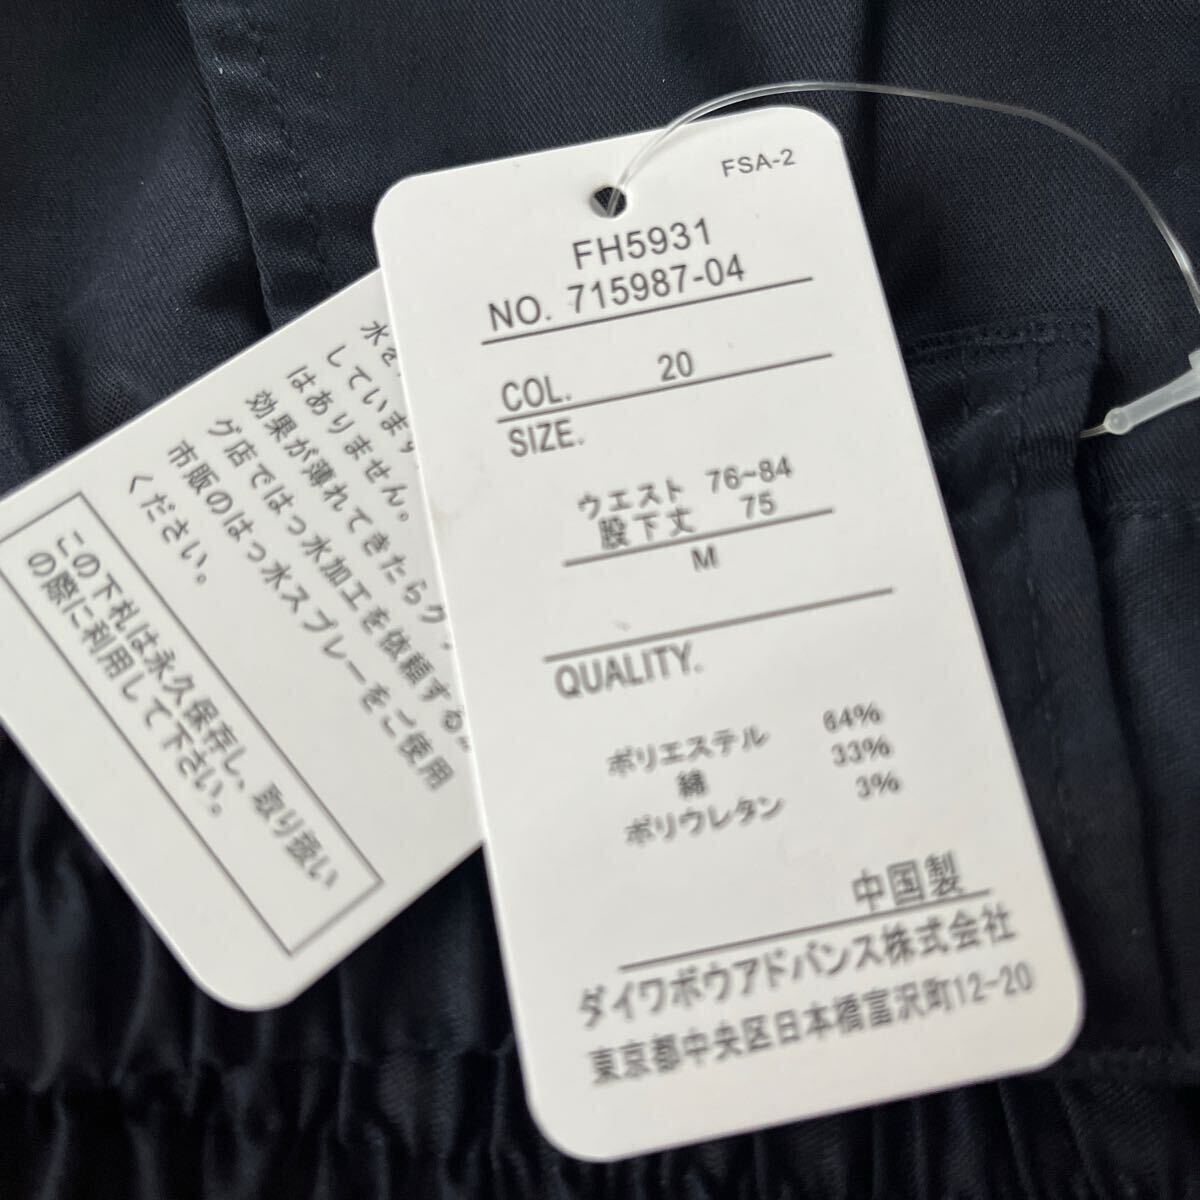 FSA-2
FH5931
NO. 715987-04
COL. 20
SIZE.
ウエスト 76~84
股下丈 75
M
QUALITY.
ポリエステル 64%
綿 33%
ポリウレタン 3%
中国製
ダイワボウアドバンス株式会社
東京都中央区日本橋富沢町12-20
水を
しています
はありません。
効果が薄れてきたらク
グ店ではっ水加工を依頼する
市販のはっ水スプレーをご使用
ください。
この下札は永久保存し、取り扱い
の際に利用して下さい。